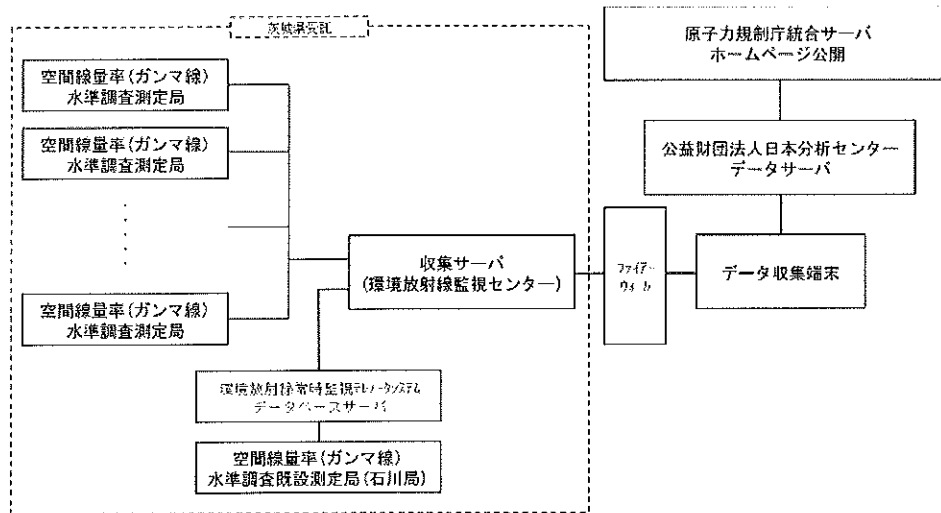 茨城県受託
空間線量率(ガンマ線)
水準調査測定局
空間線量率(ガンマ線)
水準調査測定局
空間線量率(ガンマ線)
水準調査測定局
収集サーバ
(環境放射線監視センター)
環境放射線常時監視テレメータシステム
データベースサーバ
空間線量率(ガンマ線)
水準調査既設測定局(石川局)
原子力規制庁統合サーバ
ホームページ公開
公益財団法人日本分析センター
データサーバ
ファイアー
ウォール
データ収集端末